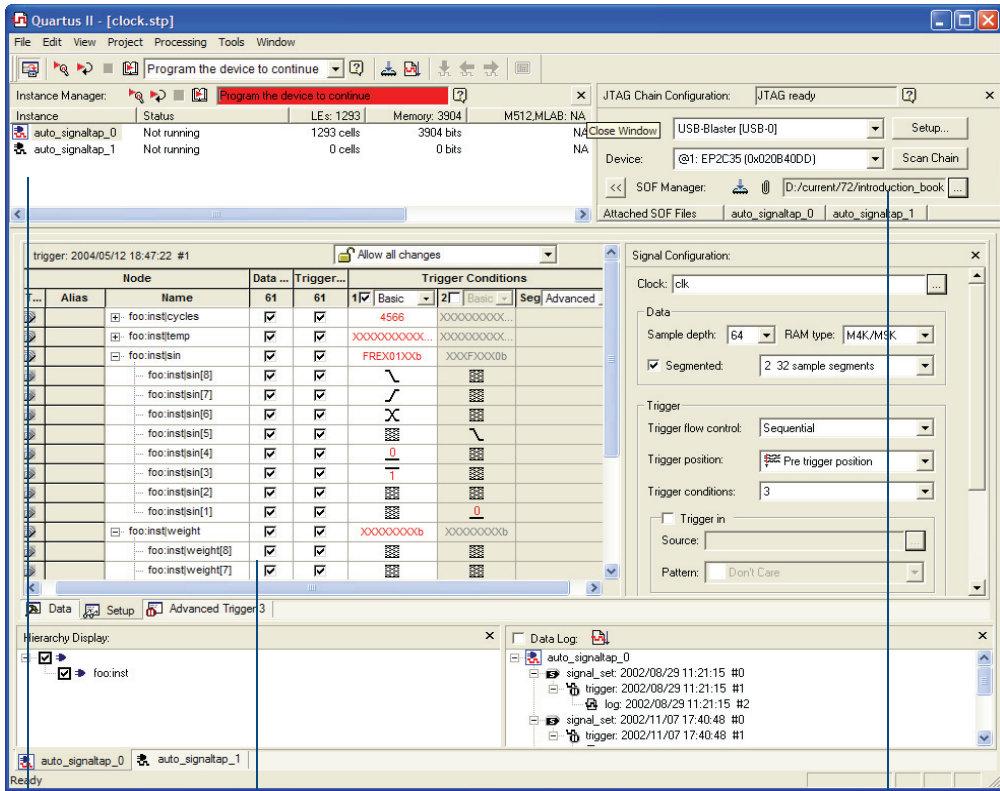 Quartus II - [clock.stp]
File Edit View Project Processing Tools Window
Program the device to continue
Instance Manager: Program the device to continue
Instance Status LEs: 1293 Memory: 3904 M512,MLAB: NA
auto_signaltap_0 Not running 1293 cells 3904 bits NA
auto_signaltap_1 Not running 0 cells 0 bits NA
JTAG Chain Configuration: JTAG ready
Close Window
USB-Blaster [USB-0] Setup...
Device: @1: EP2C35 (0x020B40DD) Scan Chain
<< SOF Manager: D:/current/72/introduction_book ...
Attached SOF Files auto_signaltap_0 auto_signaltap_1
trigger: 2004/05/12 18:47:22 #1 Allow all changes
Node Data ... Trigger... Trigger Conditions
T... Alias Name 61 61 1 Basic 2 Basic Seg Advanced
foo:inst|cycles 4566 XXXXXXXXX...
foo:inst|temp XXXXXXXXXX... XXXXXXXXX...
foo:inst|sin FREX01XXb XXXFXXX0b
foo:inst|sin[8]
foo:inst|sin[7]
foo:inst|sin[6]
foo:inst|sin[5]
foo:inst|sin[4] 0
foo:inst|sin[3] 1
foo:inst|sin[2]
foo:inst|sin[1] 0
foo:inst|weight XXXXXXXXb XXXXXXXXb
foo:inst|weight[8]
foo:inst|weight[7]
Data Setup Advanced Trigger 3
Signal Configuration:
Clock: clk ...
Data
Sample depth: 64 RAM type: M4K/M9K
Segmented: 2 32 sample segments
Trigger
Trigger flow control: Sequential
Trigger position: Pre trigger position
Trigger conditions: 3
Trigger in
Source: ...
Pattern: Don't Care
Hierarchy Display:
foo:inst
Data Log:
auto_signaltap_0
signal_set: 2002/08/29 11:21:15 #0
trigger: 2002/08/29 11:21:15 #1
log: 2002/08/29 11:21:15 #2
signal_set: 2002/11/07 17:40:48 #0
trigger: 2002/11/07 17:40:48 #1
auto_signaltap_0 auto_signaltap_1
Ready